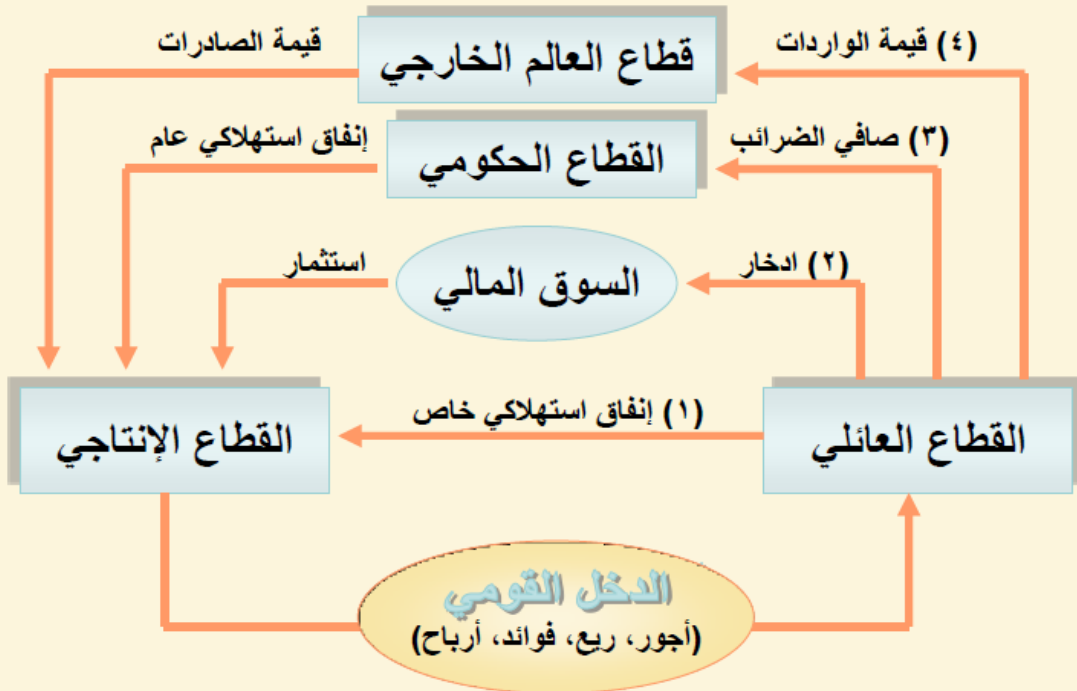 (٤) قيمة الواردات
قطاع العالم الخارجي
قيمة الصادرات
(٣) صافي الضرائب
القطاع الحكومي
إنفاق استهلاكي عام
(٢) ادخار
السوق المالي
استثمار
القطاع العائلي
(١) إنفاق استهلاكي خاص
القطاع الإنتاجي
الدخل القومي
(أجور، ريع، فوائد، أرباح)